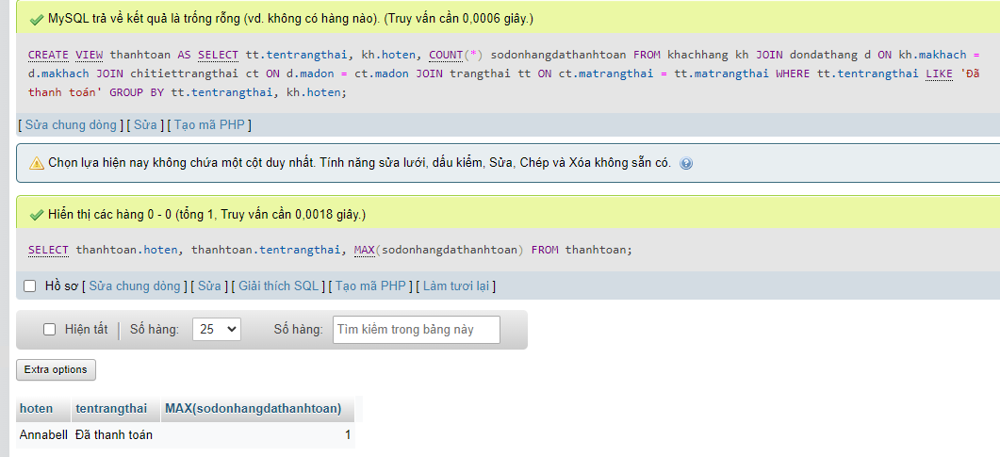 MySQL trả về kết quả là trống rỗng (vd. không có hàng nào). (Truy vấn cần 0,0006 giây.)
CREATE VIEW thanhtoan AS SELECT tt.tentrangthai, kh.hoten, COUNT(*) sodonhangdathanhtoan FROM khachhang kh JOIN dondathang d ON kh.makhach =
d.makhach JOIN chitiettrangthai ct ON d.madon = ct.madon JOIN trangthai tt ON ct.matrangthai = tt.matrangthai WHERE tt.tentrangthai LIKE 'Đã
thanh toán' GROUP BY tt.tentrangthai, kh.hoten;
[ Sửa chung dòng ] [ Sửa ] [ Tạo mã PHP ]
Chọn lựa hiện nay không chứa một cột duy nhất. Tính năng sửa lưới, dấu kiểm, Sửa, Chép và Xóa không sẵn có.
Hiển thị các hàng 0 - 0 (tổng 1, Truy vấn cần 0,0018 giây.)
SELECT thanhtoan.hoten, thanhtoan.tentrangthai, MAX(sodonhangdathanhtoan) FROM thanhtoan;
Hồ sơ [ Sửa chung dòng ] [ Sửa ] [ Giải thích SQL ] [ Tạo mã PHP ] [ Làm tươi lại ]
Hiện tất Số hàng: 25 Số hàng: Tìm kiếm trong bảng này
Extra options
hoten tentrangthai MAX(sodonhangdathanhtoan)
Annabell Đã thanh toán 1